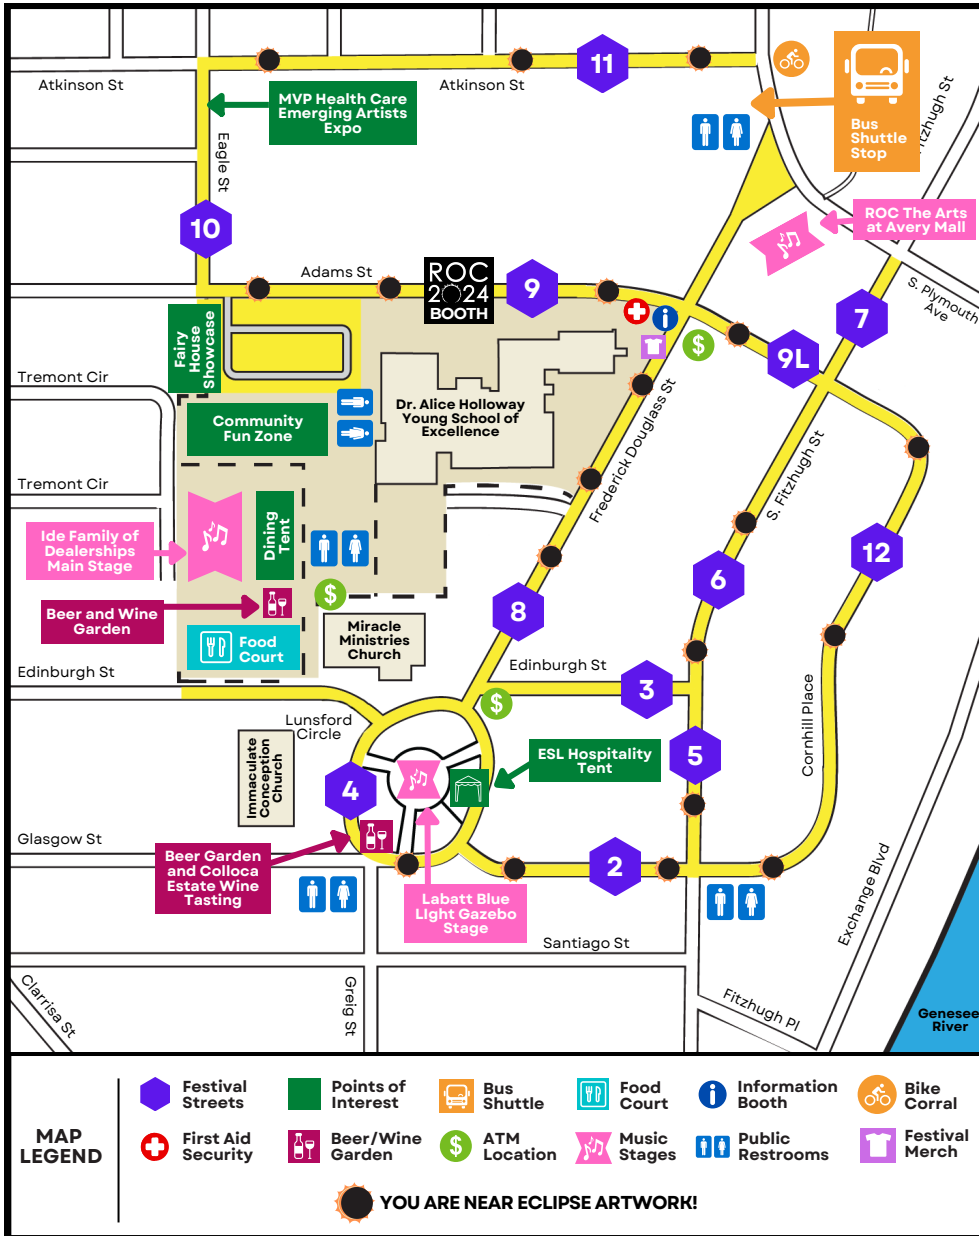 Atkinson St
Atkinson St
11
Bus
Shuttle
Stop
Fitzhugh St
MVP Health Care
Emerging Artists
Expo
Eagle St
10
ROC The Arts
at Avery Mall
Adams St
ROC
2024
BOOTH
9
S. Plymouth
Ave
7
9L
Fairy
House
Showcase
Tremont Cir
Community
Fun Zone
Dr. Alice Holloway
Young School of
Excellence
Frederick Douglass St
S. Fitzhugh St
Tremont Cir
Ide Family of
Dealerships
Main Stage
Dining
Tent
$
12
6
8
Beer and Wine
Garden
$
Food
Court
Miracle
Ministries
Church
Edinburgh St
Edinburgh St
3
$
Lunsford
Circle
Cornhill Place
Immaculate
Conception
Church
4
ESL Hospitality
Tent
5
Glasgow St
Beer Garden
and Colloca
Estate Wine
Tasting
2
Labatt Blue
LIght Gazebo
Stage
Exchange Blvd
Santiago St
Clarrisa St
Greig St
Fitzhugh Pl
Genesee
River
MAP
LEGEND
Festival
Streets
Points of
Interest
Bus
Shuttle
Food
Court
i
Information
Booth
Bike
Corral
First Aid
Security
Beer/Wine
Garden
$
ATM
Location
Music
Stages
Public
Restrooms
Festival
Merch
YOU ARE NEAR ECLIPSE ARTWORK!